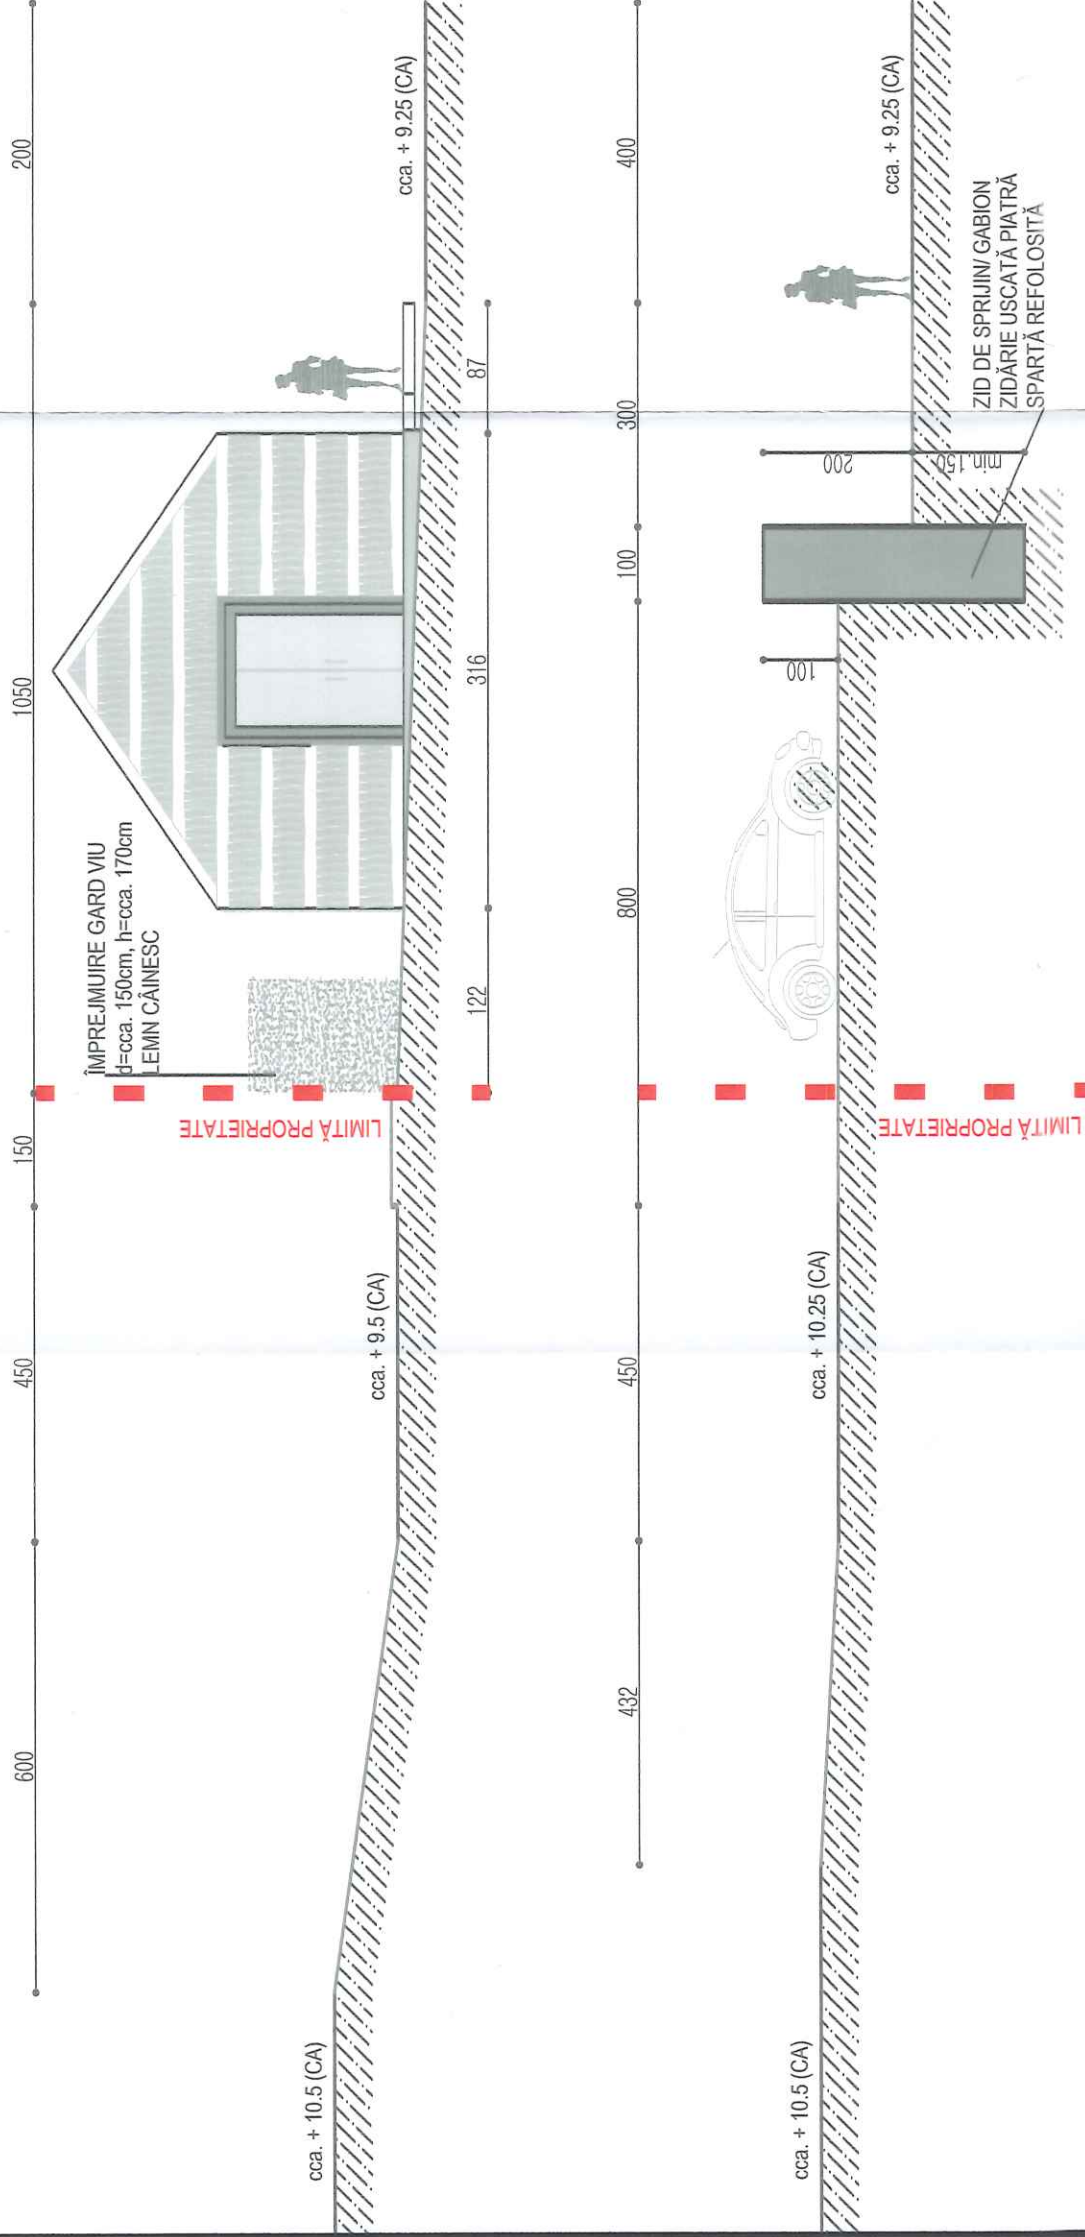 600
450
150
1050
200
ÎMPREJMUIRE GARD VIU
d=cca. 150cm, h=cca. 170cm
LEMN CÂINESC
LIMITĂ PROPRIETATE
cca. + 10.5 (CA)
cca. + 9.5 (CA)
cca. + 9.25 (CA)
122
316
87
432
450
800
100
300
400
100
200
min.150
cca. + 10.5 (CA)
cca. + 10.25 (CA)
cca. + 9.25 (CA)
LIMITĂ PROPRIETATE
ZID DE SPRIJIN/ GABION
ZIDĂRIE USCATĂ PIATRĂ
SPARTĂ REFOLOSITĂ